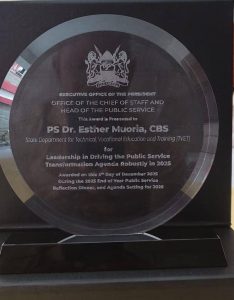 EXECUTIVE OFFICE OF THE PRESIDENT
OFFICE OF THE CHIEF OF STAFF AND
HEAD OF THE PUBLIC SERVICE
This Award is Presented to
PS Dr. Esther Muoria, CBS
State Department for Technical, Vocational Education and Training (TVET)
for
Leadership in Driving the Public Service
Transformation Agenda Robustly in 2025
Awarded on this 5th Day of December 2025
During the 2025 End of Year Public Service
Reflection Dinner, and Agenda Setting for 2026